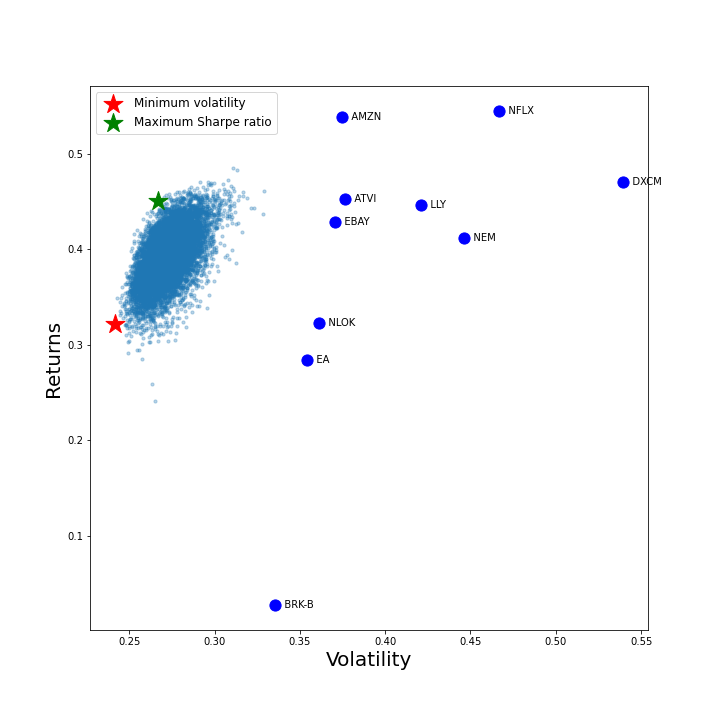 Minimum volatility
Maximum Sharpe ratio
AMZN
NFLX
DXCM
ATVI
LLY
EBAY
NEM
NLOK
EA
BRK-B
0.5
0.4
0.3
0.2
0.1
Returns
0.25
0.30
0.35
0.40
0.45
0.50
0.55
Volatility